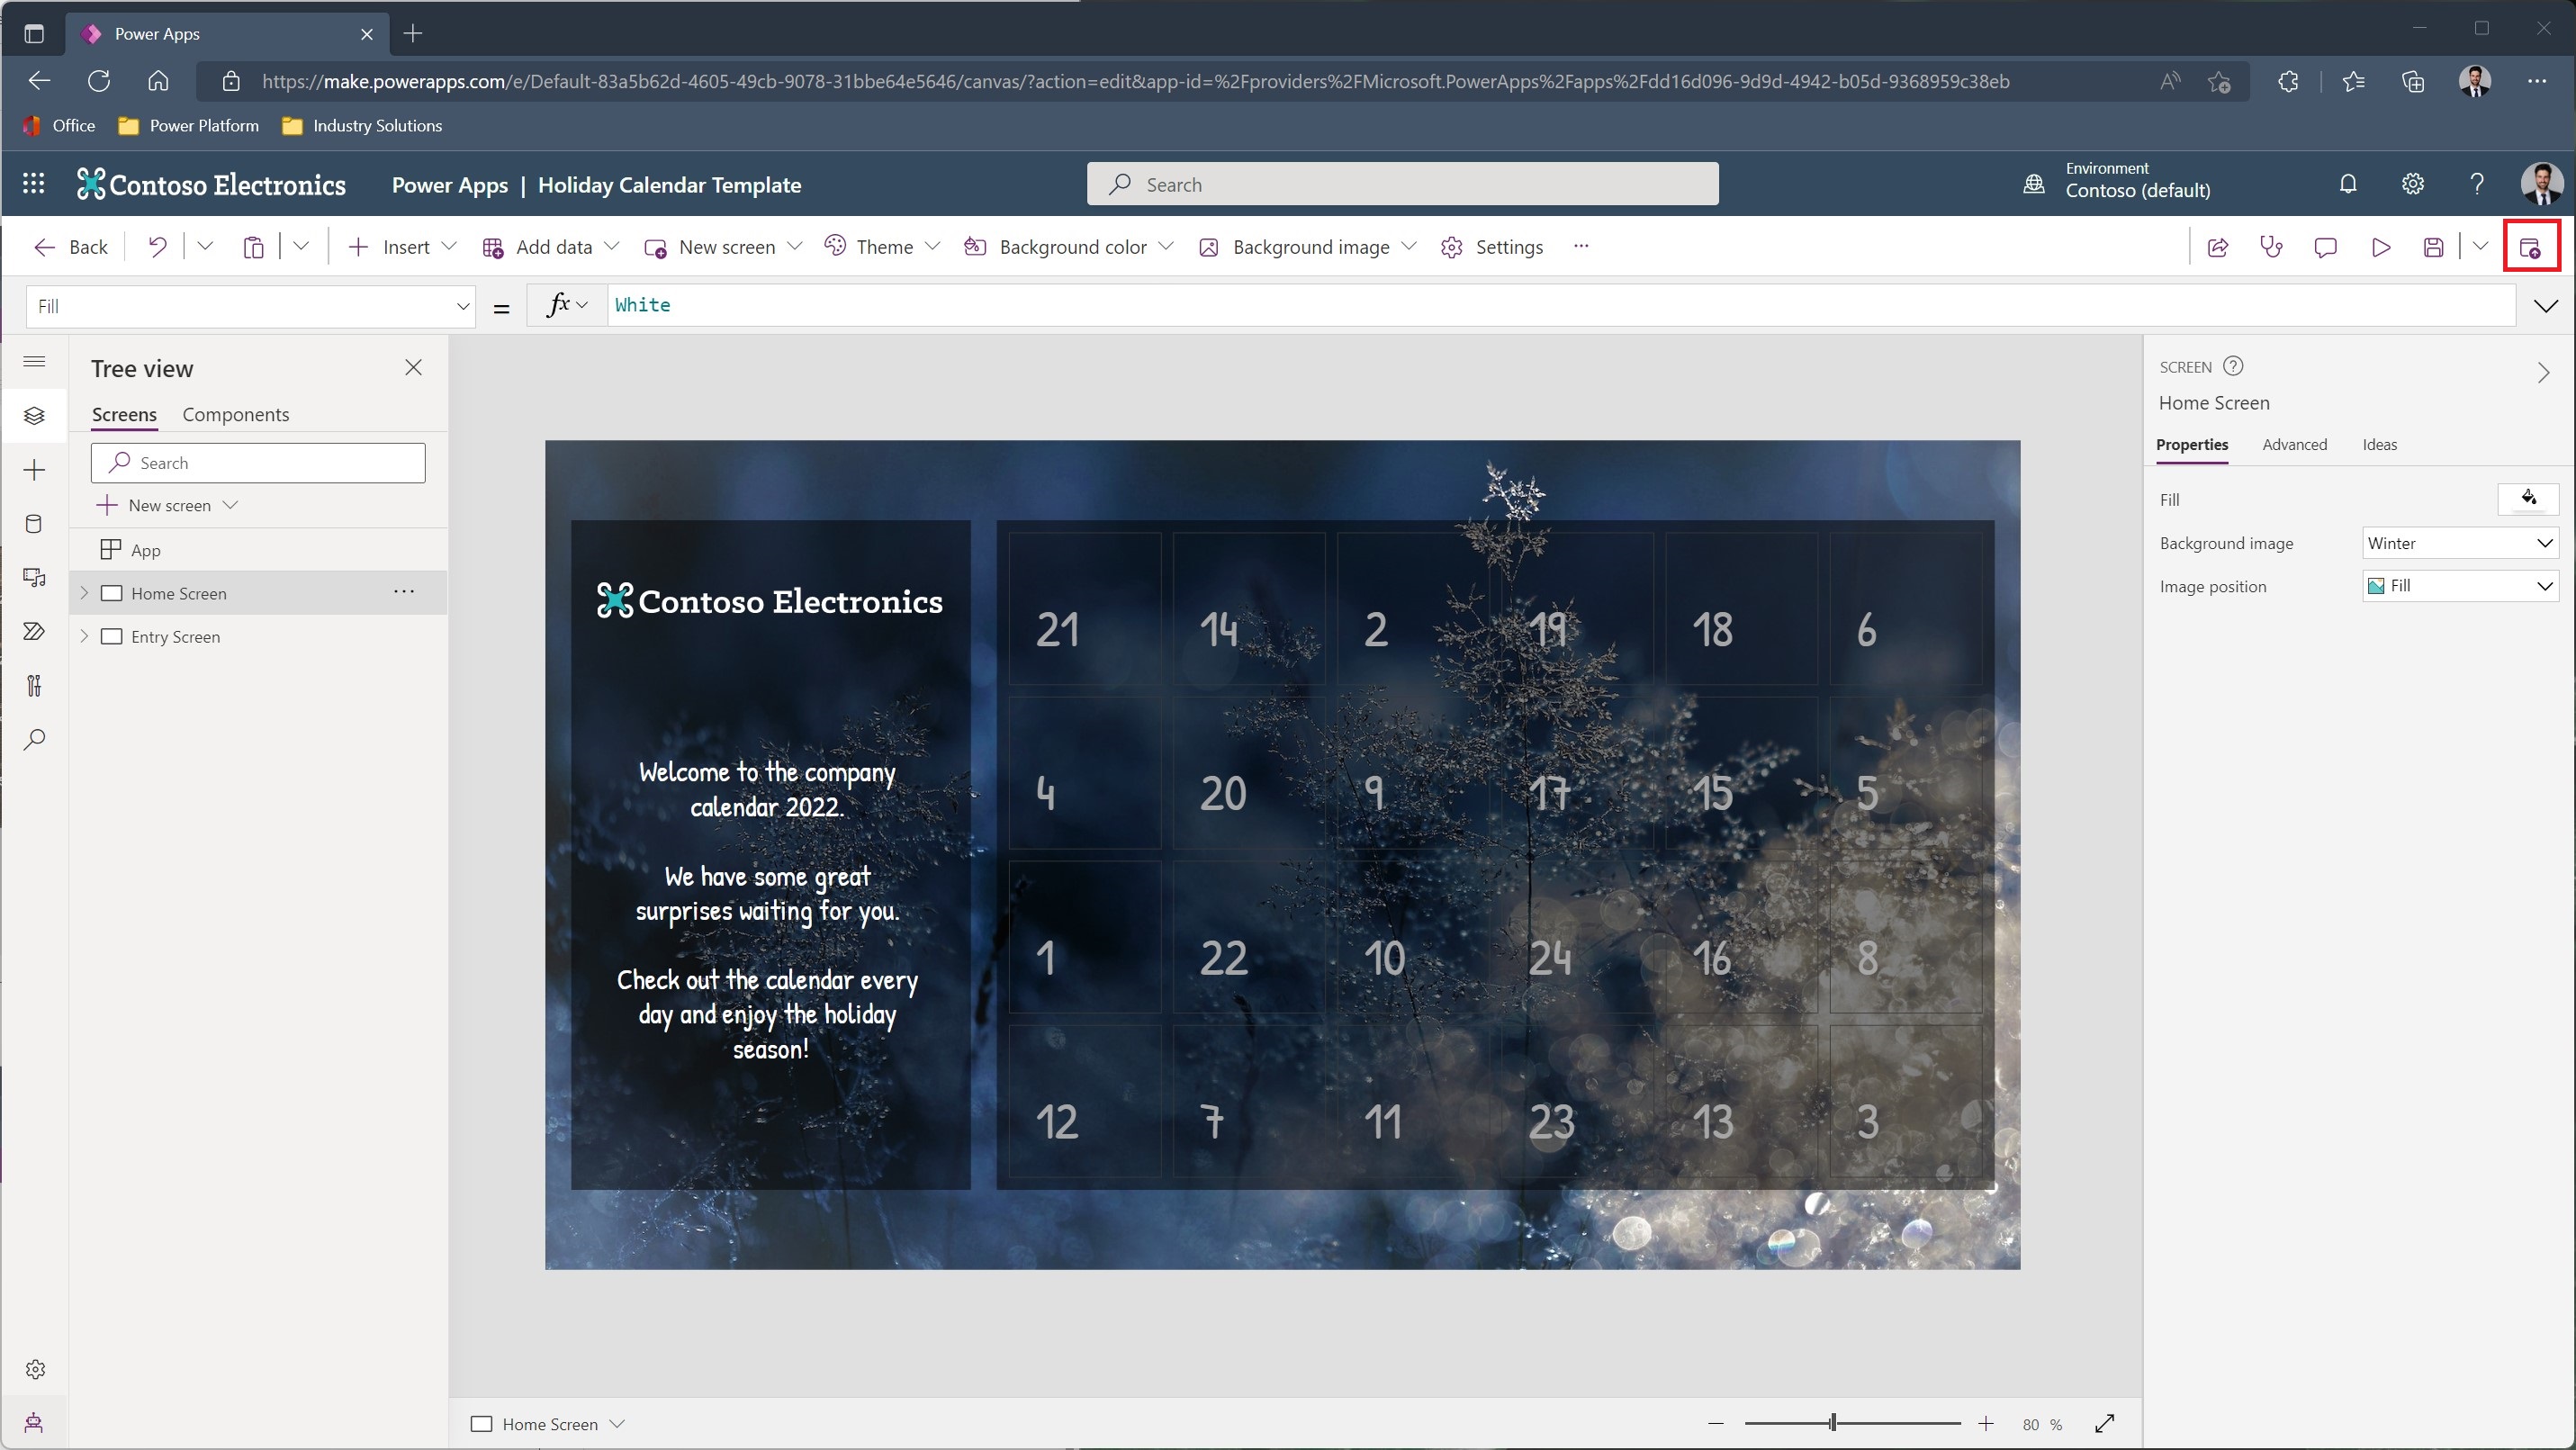 Power Apps
https://make.powerapps.com/e/Default-83a5b62d-4605-49cb-9078-31bbe64e5646/canvas/?action=edit&app-id=%2Fproviders%2FMicrosoft.PowerApps%2Fapps%2Fdd16d096-9d9d-4942-b05d-9368959c38eb
Office Power Platform Industry Solutions
Contoso Electronics Power Apps | Holiday Calendar Template Search Environment
Contoso (default)
Back Insert Add data New screen Theme Background color Background image Settings
Fill = fx White
Tree view
Screens Components
Search
New screen
App
Home Screen
Entry Screen
Contoso Electronics
Welcome to the company
calendar 2022.
We have some great
surprises waiting for you.
Check out the calendar every
day and enjoy the holiday
season!
21 14 2 19 18 6
4 20 9 17 15 5
1 22 10 24 16 8
12 7 11 23 13 3
SCREEN
Home Screen
Properties Advanced Ideas
Fill
Background image Winter
Image position Fill
Home Screen 80 %